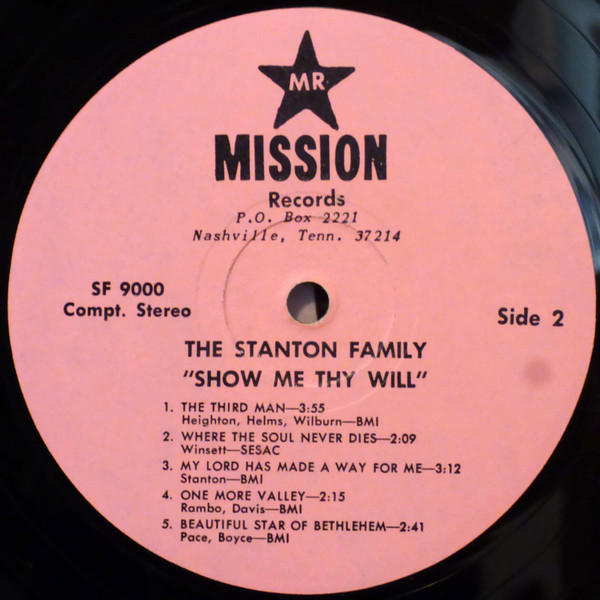 MR
MISSION
Records
P.O. Box 2221
Nashville, Tenn. 37214
SF 9000
Compt. Stereo
Side 2
THE STANTON FAMILY
"SHOW ME THY WILL"
1. THE THIRD MAN—3:55
Heighton, Helms, Wilburn—BMI
2. WHERE THE SOUL NEVER DIES—2:09
Winsett—SESAC
3. MY LORD HAS MADE A WAY FOR ME—3:12
Stanton—BMI
4. ONE MORE VALLEY—2:15
Rambo, Davis—BMI
5. BEAUTIFUL STAR OF BETHLEHEM—2:41
Pace, Boyce—BMI